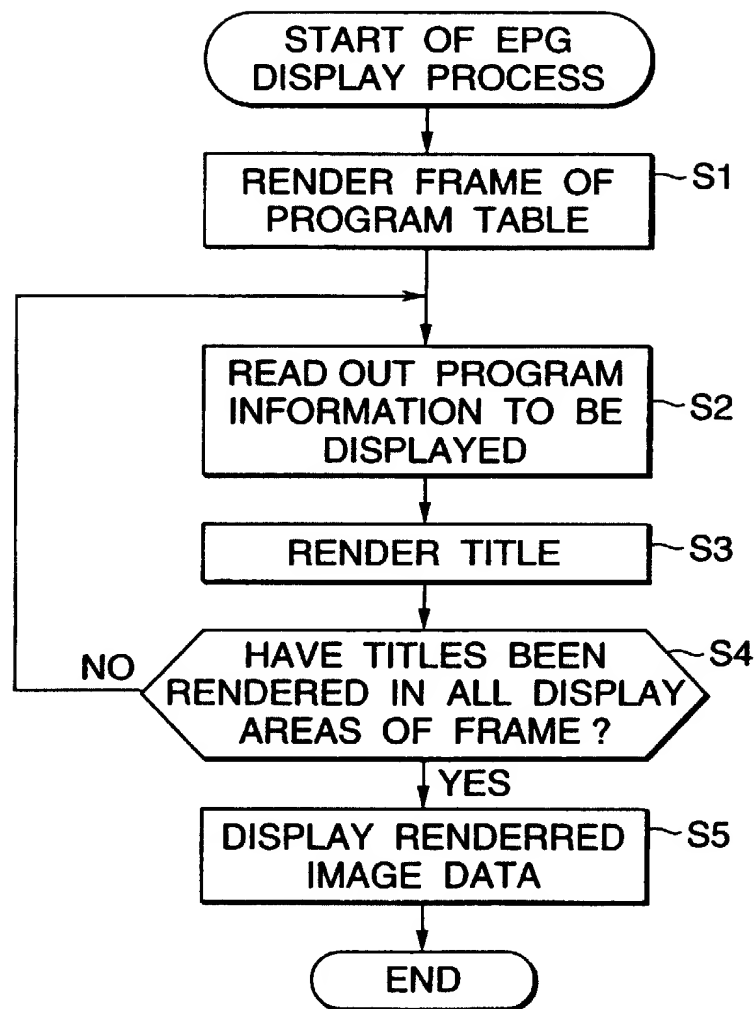 START OF EPG
DISPLAY PROCESS
RENDER FRAME OF
PROGRAM TABLE
S1
READ OUT PROGRAM
INFORMATION TO BE
DISPLAYED
S2
RENDER TITLE
S3
HAVE TITLES BEEN
RENDERED IN ALL DISPLAY
AREAS OF FRAME ?
S4
NO
YES
DISPLAY RENDERRED
IMAGE DATA
S5
END